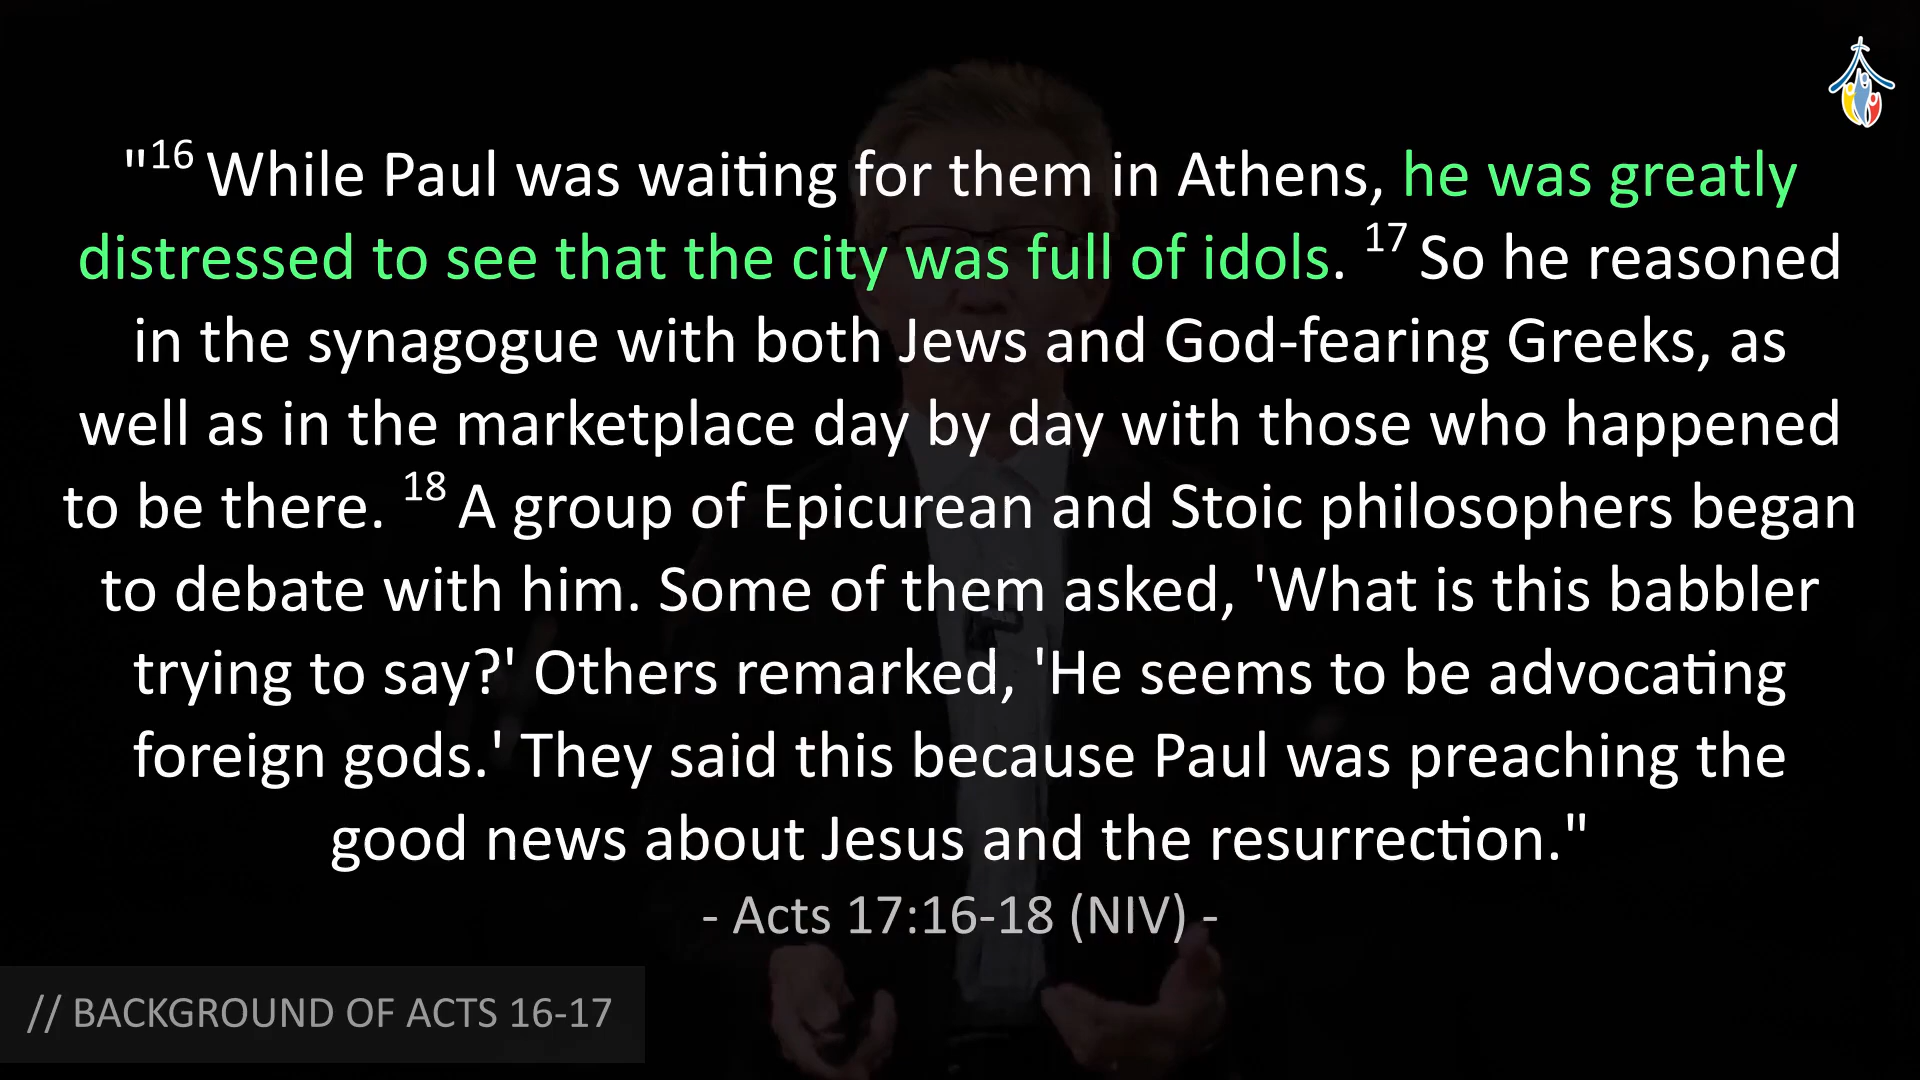 "16 While Paul was waiting for them in Athens, he was greatly
distressed to see that the city was full of idols. 17 So he reasoned
in the synagogue with both Jews and God-fearing Greeks, as
well as in the marketplace day by day with those who happened
to be there. 18 A group of Epicurean and Stoic philosophers began
to debate with him. Some of them asked, 'What is this babbler
trying to say?' Others remarked, 'He seems to be advocating
foreign gods.' They said this because Paul was preaching the
good news about Jesus and the resurrection."
- Acts 17:16-18 (NIV) -
// BACKGROUND OF ACTS 16-17